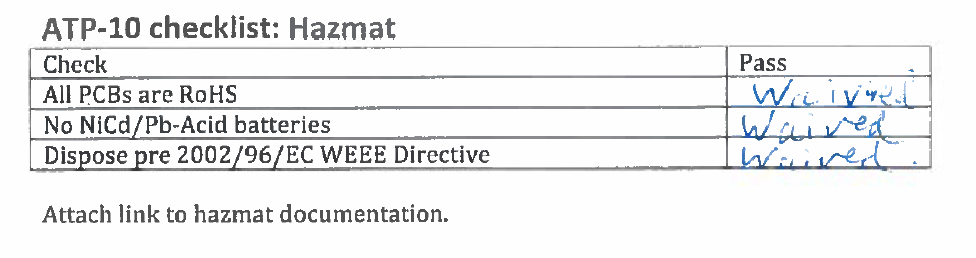 ATP-10 checklist: Hazmat
Check Pass
All PCBs are RoHS Waived
No NiCd/Pb-Acid batteries Waived
Dispose pre 2002/96/EC WEEE Directive Waived
Attach link to hazmat documentation.